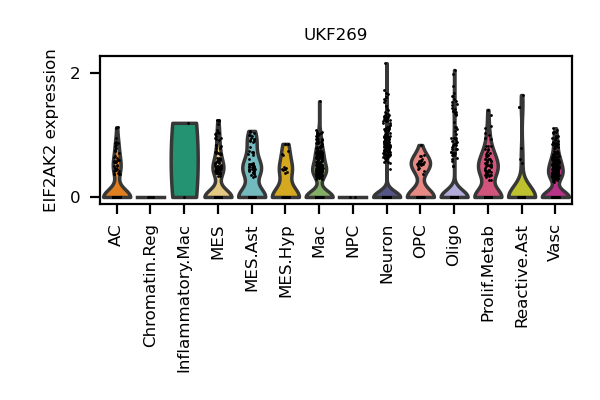 UKF269
EIF2AK2 expression
2
0
AC
Chromatin.Reg
Inflammatory.Mac
MES
MES.Ast
MES.Hyp
Mac
NPC
Neuron
OPC
Oligo
Prolif.Metab
Reactive.Ast
Vasc